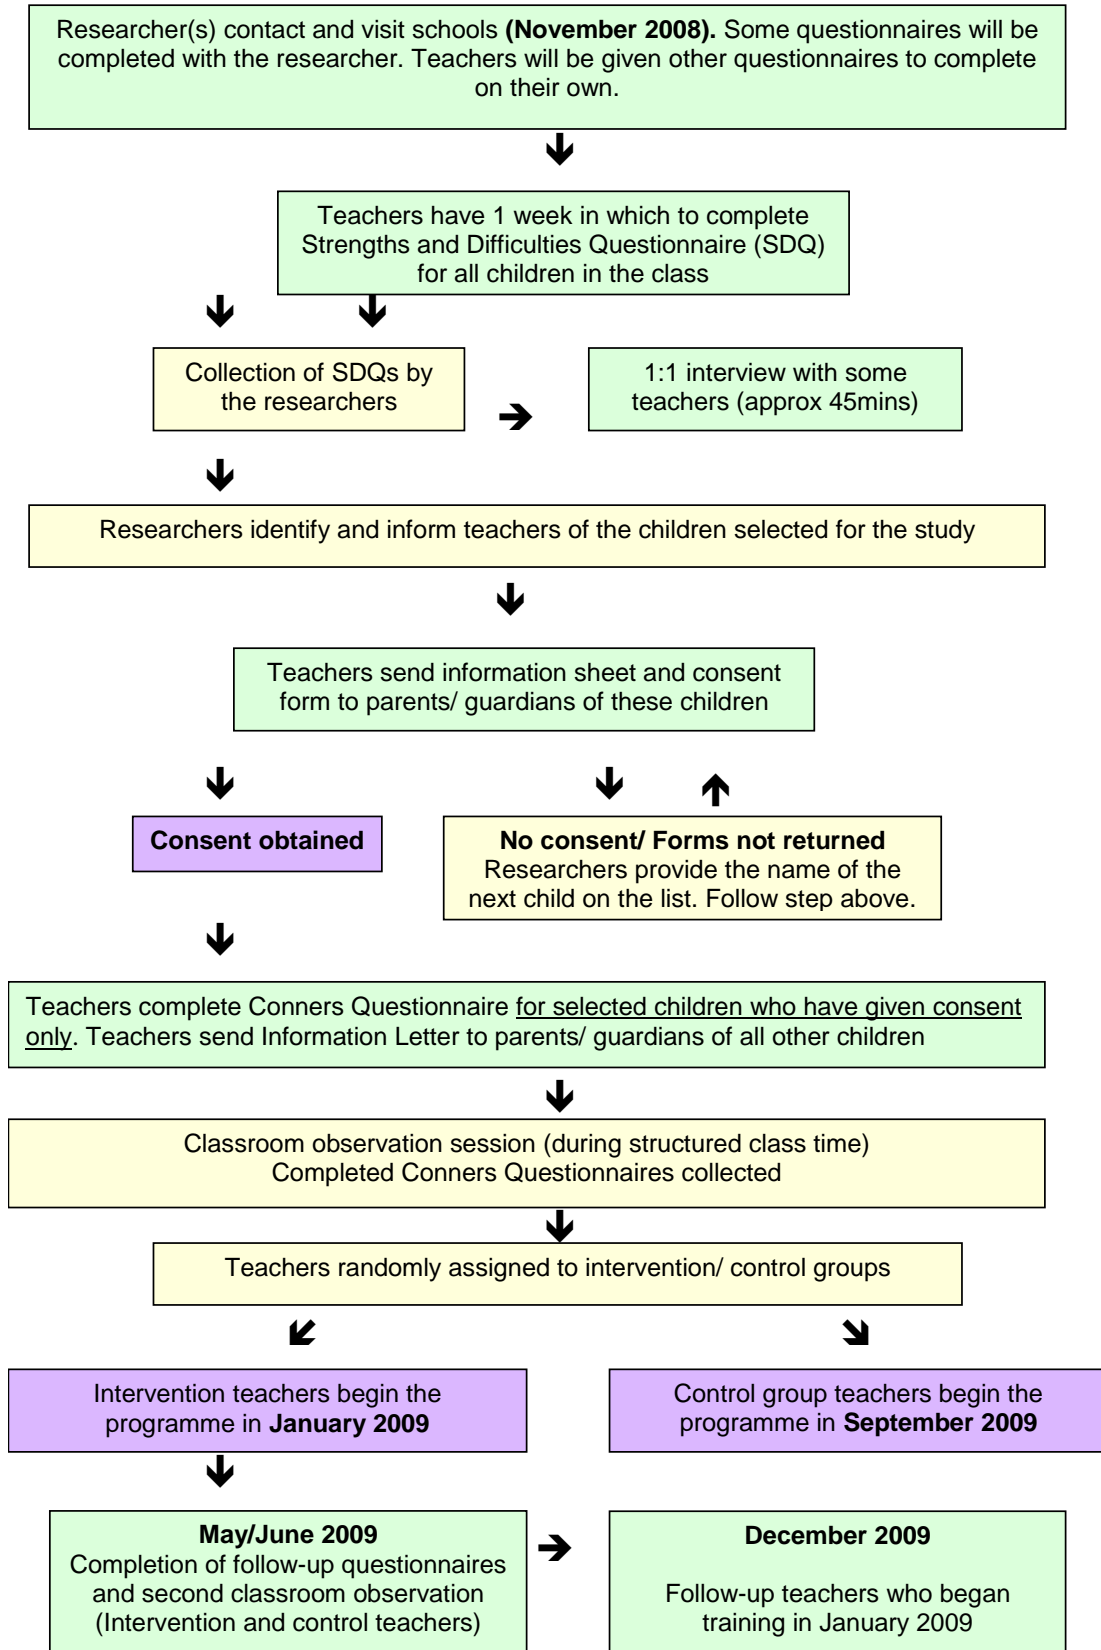 Researcher(s) contact and visit schools (November 2008). Some questionnaires will be
completed with the researcher. Teachers will be given other questionnaires to complete
on their own.
Teachers have 1 week in which to complete
Strengths and Difficulties Questionnaire (SDQ)
for all children in the class
Collection of SDQs by
the researchers
1:1 interview with some
teachers (approx 45mins)
Researchers identify and inform teachers of the children selected for the study
Teachers send information sheet and consent
form to parents/ guardians of these children
Consent obtained
No consent/ Forms not returned
Researchers provide the name of the
next child on the list. Follow step above.
Teachers complete Conners Questionnaire for selected children who have given consent
only. Teachers send Information Letter to parents/ guardians of all other children
Classroom observation session (during structured class time)
Completed Conners Questionnaires collected
Teachers randomly assigned to intervention/ control groups
Intervention teachers begin the
programme in January 2009
Control group teachers begin the
programme in September 2009
May/June 2009
Completion of follow-up questionnaires
and second classroom observation
(Intervention and control teachers)
December 2009
Follow-up teachers who began
training in January 2009